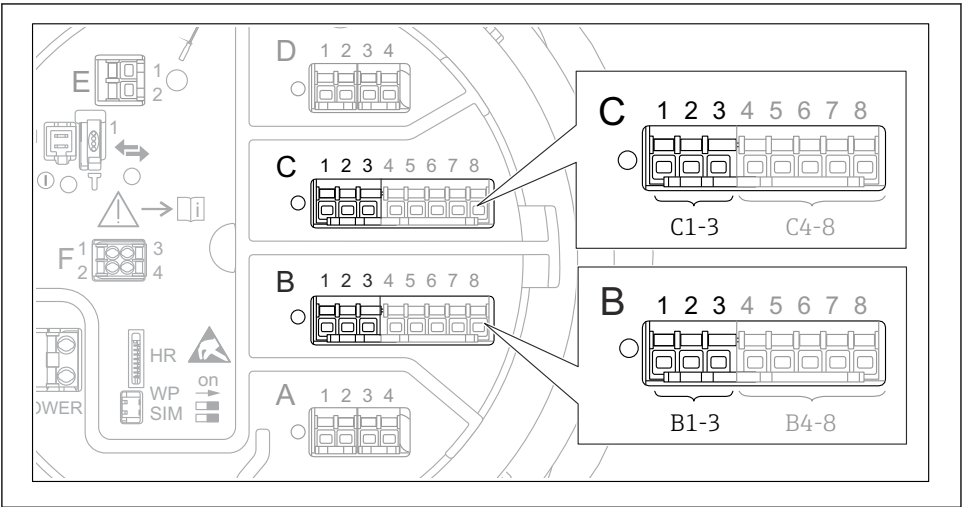 D 1 2 3 4
E 1
2
1
C 1 2 3 4 5 6 7 8
i
F 1 3
2 4
B 1 2 3 4 5 6 7 8
HR
WP on
SIM
OWER
A 1 2 3 4
C 1 2 3 4 5 6 7 8
C1-3 C4-8
B 1 2 3 4 5 6 7 8
B1-3 B4-8